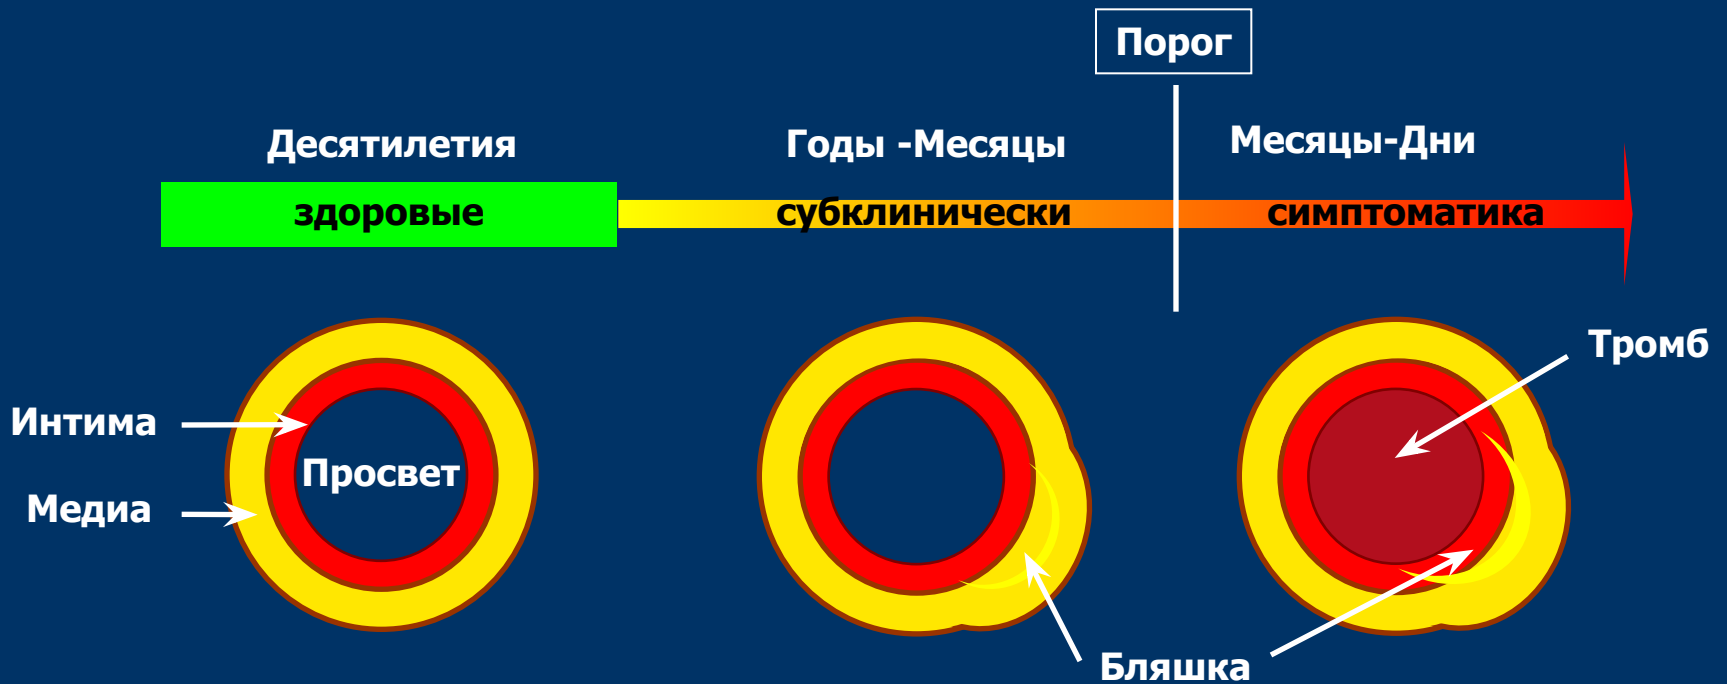 Порог
Десятилетия
Годы -Месяцы
Месяцы-Дни
здоровые
субклинически
симптоматика
Тромб
Интима
Просвет
Медиа
Бляшка